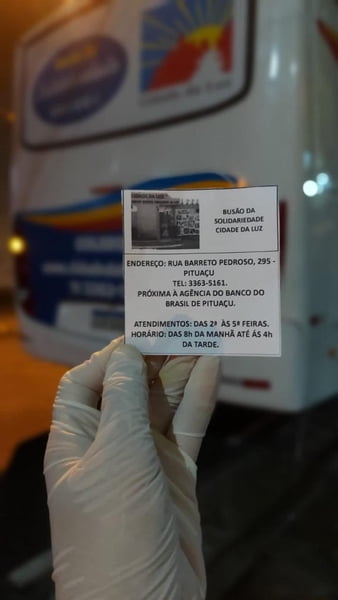 BUSÃO DA
SOLIDARIEDADE
CIDADE DA LUZ
ENDEREÇO: RUA BARRETO PEDROSO, 295 -
PITUAÇU
TEL: 3363-5161.
PRÓXIMA À AGÊNCIA DO BANCO DO
BRASIL DE PITUAÇU.
ATENDIMENTOS: DAS 2ª ÀS 5ª FEIRAS.
HORÁRIO: DAS 8h DA MANHÃ ATÉ ÁS 4h
DA TARDE.